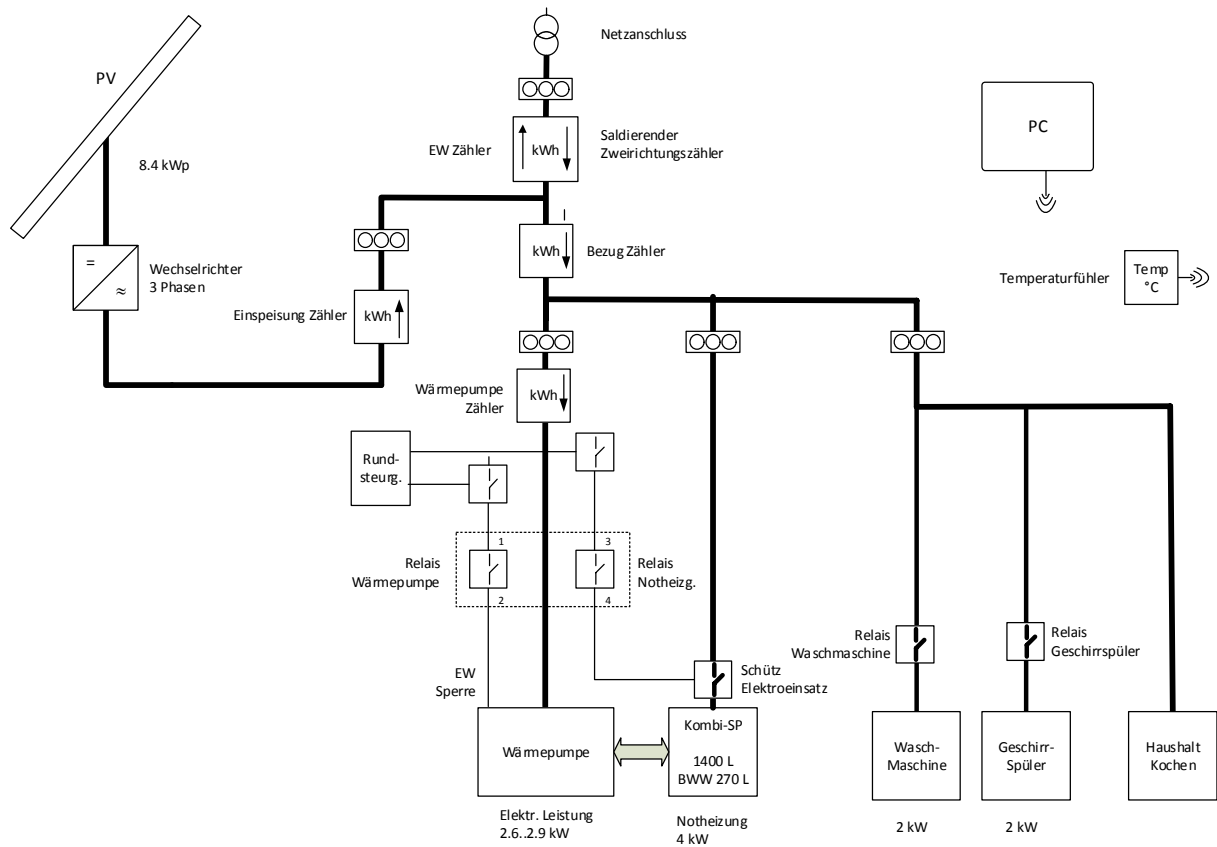 Netzanschluss
PV
PC
EW Zähler
kWh
Saldierender
Zweirichtungszähler
8.4 kWp
kWh
Bezug Zähler
=
≈
Wechselrichter
3 Phasen
Temperaturfühler
Temp
°C
Einspeisung Zähler
kWh
Wärmepumpe
Zähler
kWh
Rund-
steurg.
1
3
Relais
Wärmepumpe
Relais
Notheizg.
2
4
Relais
Waschmaschine
Relais
Geschirrspüler
EW
Sperre
Schütz
Elektroeinsatz
Wärmepumpe
Kombi-SP
1400 L
BWW 270 L
Wasch-
Maschine
Geschirr-
Spüler
Haushalt
Kochen
Elektr. Leistung
2.6..2.9 kW
Notheizung
4 kW
2 kW
2 kW